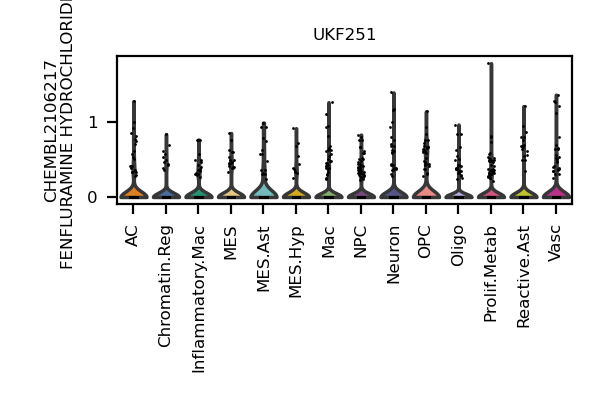 UKF251
CHEMBL2106217
FENFLURAMINE HYDROCHLORIDE
1
0
AC
Chromatin.Reg
Inflammatory.Mac
MES
MES.Ast
MES.Hyp
Mac
NPC
Neuron
OPC
Oligo
Prolif.Metab
Reactive.Ast
Vasc